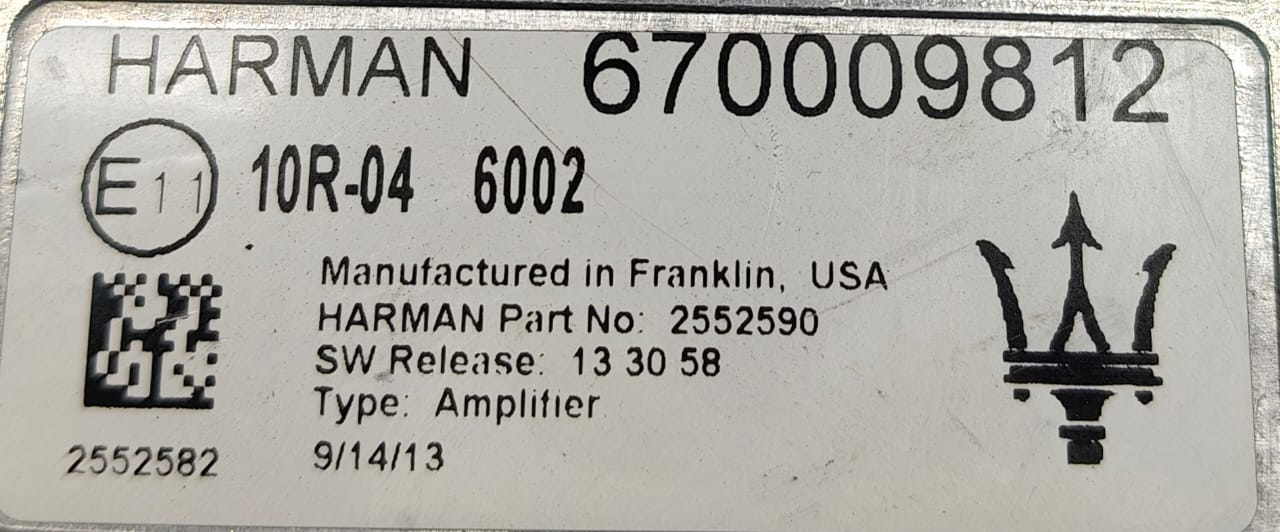 HARMAN 670009812
E11 10R-04 6002
Manufactured in Franklin, USA
HARMAN Part No: 2552590
SW Release: 13 30 58
Type: Amplifier
2552582 9/14/13